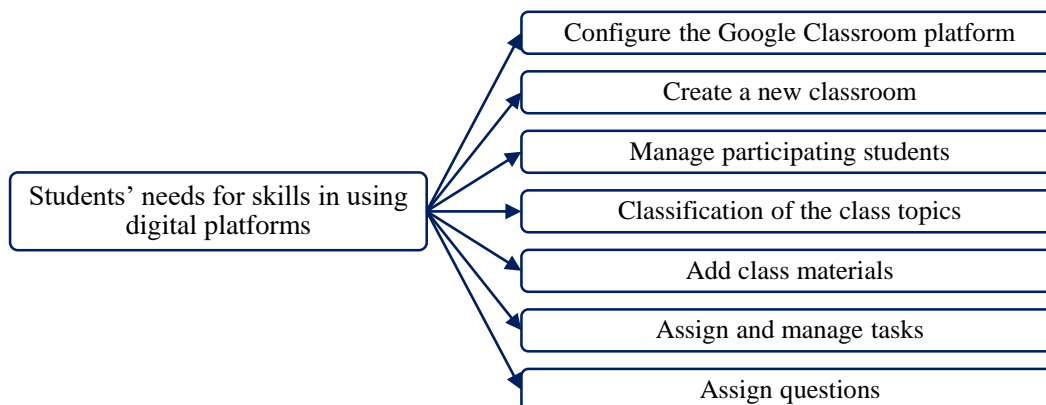 Students’ needs for skills in using
digital platforms
Configure the Google Classroom platform
Create a new classroom
Manage participating students
Classification of the class topics
Add class materials
Assign and manage tasks
Assign questions